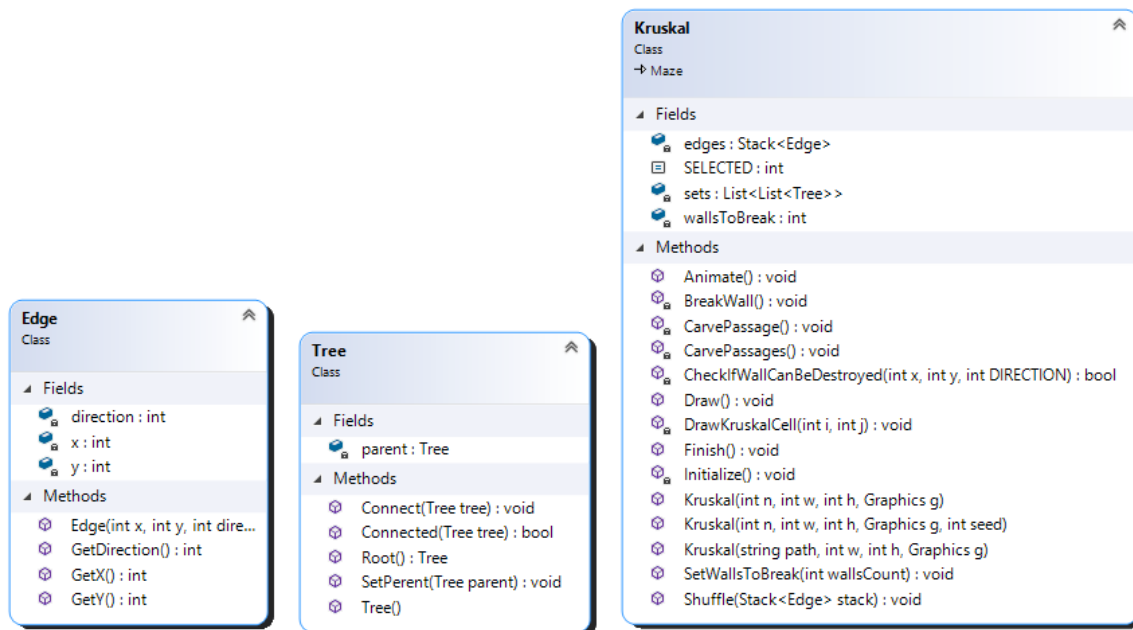 Edge
Class
Fields
direction : int
x : int
y : int
Methods
Edge(int x, int y, int dire...
GetDirection() : int
GetX() : int
GetY() : int
Tree
Class
Fields
parent : Tree
Methods
Connect(Tree tree) : void
Connected(Tree tree) : bool
Root() : Tree
SetPerent(Tree parent) : void
Tree()
Kruskal
Class
Maze
Fields
edges : Stack<Edge>
SELECTED : int
sets : List<List<Tree>>
wallsToBreak : int
Methods
Animate() : void
BreakWall() : void
CarvePassage() : void
CarvePassages() : void
CheckIfWallCanBeDestroyed(int x, int y, int DIRECTION) : bool
Draw() : void
DrawKruskalCell(int i, int j) : void
Finish() : void
Initialize() : void
Kruskal(int n, int w, int h, Graphics g)
Kruskal(int n, int w, int h, Graphics g, int seed)
Kruskal(string path, int w, int h, Graphics g)
SetWallsToBreak(int wallsCount) : void
Shuffle(Stack<Edge> stack) : void